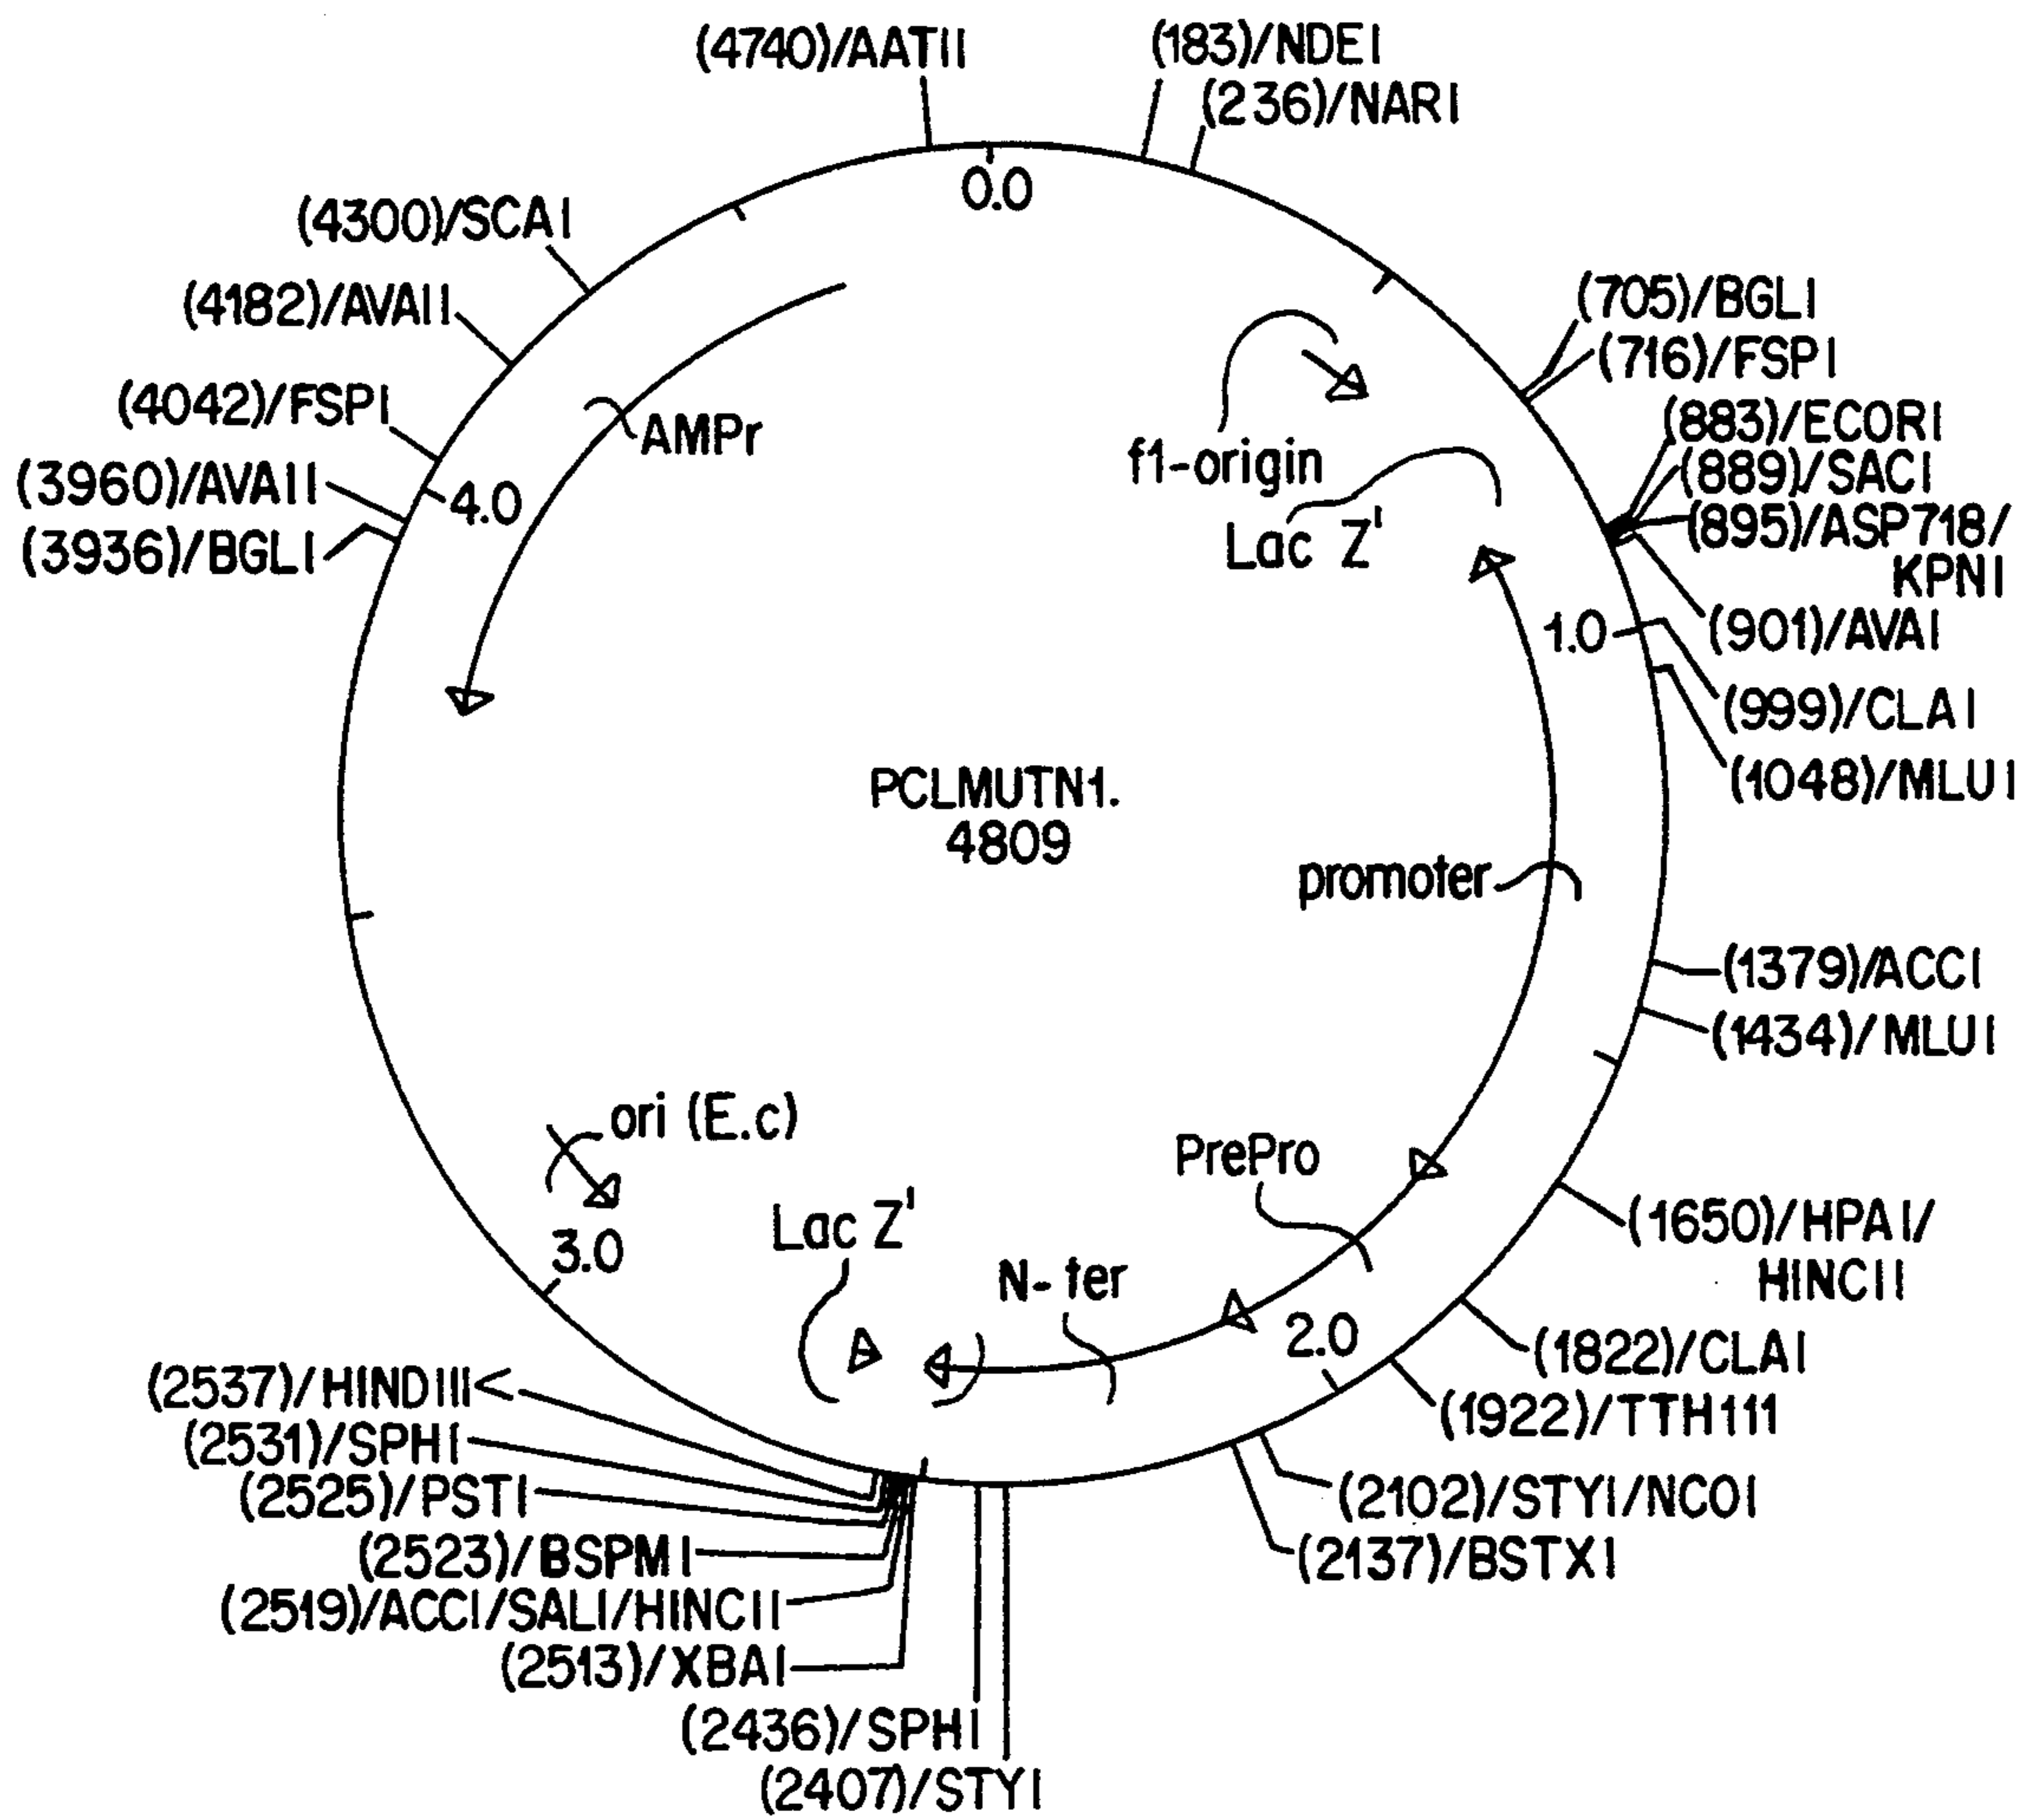 (4740)/AATII
(183)/NDEI
(236)/NARI
0.0
(4300)/SCAI
(4182)/AVAII
(4042)/FSPI
(3960)/AVAII
(3936)/BGLI
4.0
AMPr
f1-origin
Lac Z'
(705)/BGLI
(716)/FSPI
(883)/ECORI
(889)/SACI
(895)/ASP718/
KPNI
(901)/AVAI
1.0
(999)/CLAI
(1048)/MLUI
PCLMUTN1.
4809
promoter
(1379)/ACCI
(1434)/MLUI
ori (E.c)
PrePro
(1650)/HPAI/
HINCII
3.0
Lac Z'
N-ter
2.0
(1822)/CLAI
(1922)/TTH111
(2102)/STYI/NCOI
(2137)/BSTXI
(2537)/HINDIII
(2531)/SPHI
(2525)/PSTI
(2523)/BSPMI
(2519)/ACCI/SALI/HINCII
(2513)/XBAI
(2436)/SPHI
(2407)/STYI